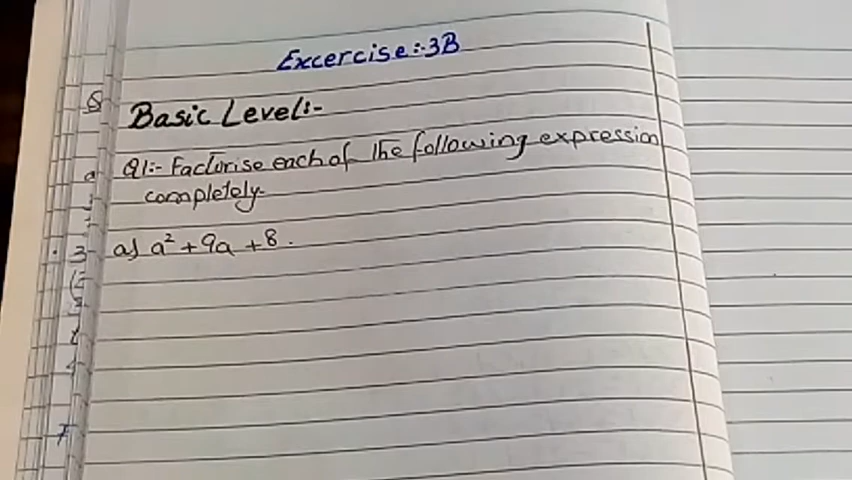 Excercise:-3B
Basic Level:-
Q1:- Factorise each of the following expression
completely.
a) a² + 9a + 8.